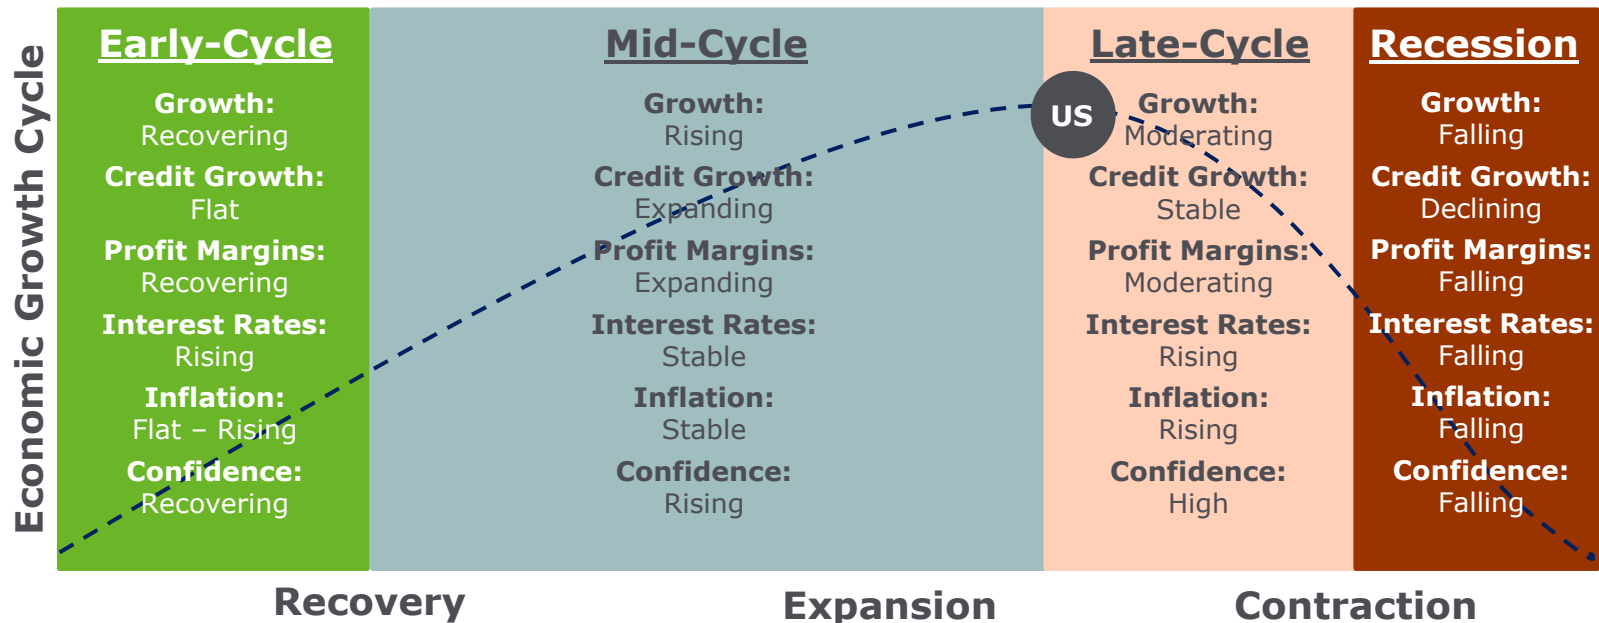 Economic Growth Cycle
Early-Cycle
Growth:
Recovering
Credit Growth:
Flat
Profit Margins:
Recovering
Interest Rates:
Rising
Inflation:
Flat – Rising
Confidence:
Recovering
Mid-Cycle
Growth:
Rising
Credit Growth:
Expanding
Profit Margins:
Expanding
Interest Rates:
Stable
Inflation:
Stable
Confidence:
Rising
US
Late-Cycle
Growth:
Moderating
Credit Growth:
Stable
Profit Margins:
Moderating
Interest Rates:
Rising
Inflation:
Rising
Confidence:
High
Recession
Growth:
Falling
Credit Growth:
Declining
Profit Margins:
Falling
Interest Rates:
Falling
Inflation:
Falling
Confidence:
Falling
Recovery
Expansion
Contraction